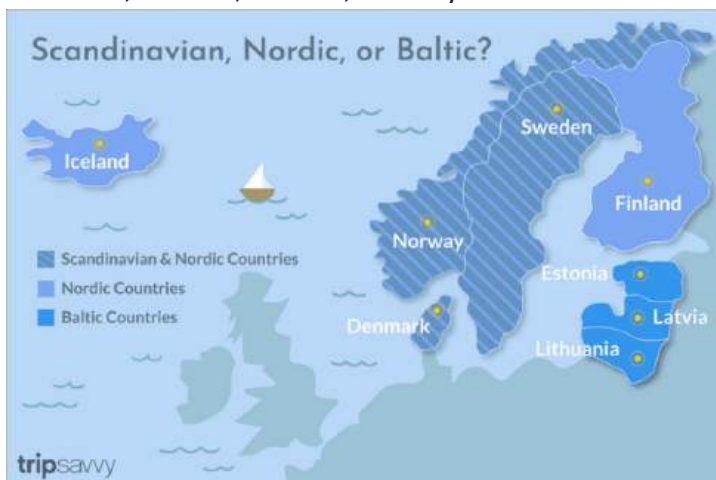 Scandinavian, Nordic, or Baltic?
Iceland
Sweden
Finland
Norway
Scandinavian & Nordic Countries
Nordic Countries
Baltic Countries
Estonia
Denmark
Latvia
Lithuania
tripsavvy